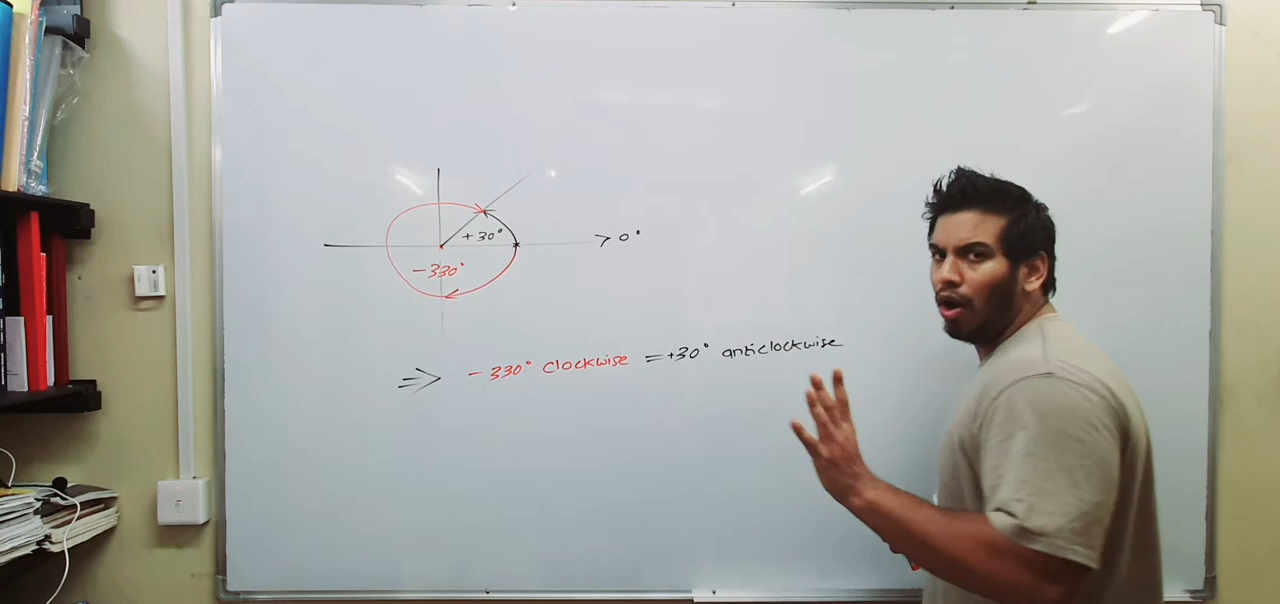 +30°
> 0°
-330°
⇒ -330° clockwise = +30° anticlockwise